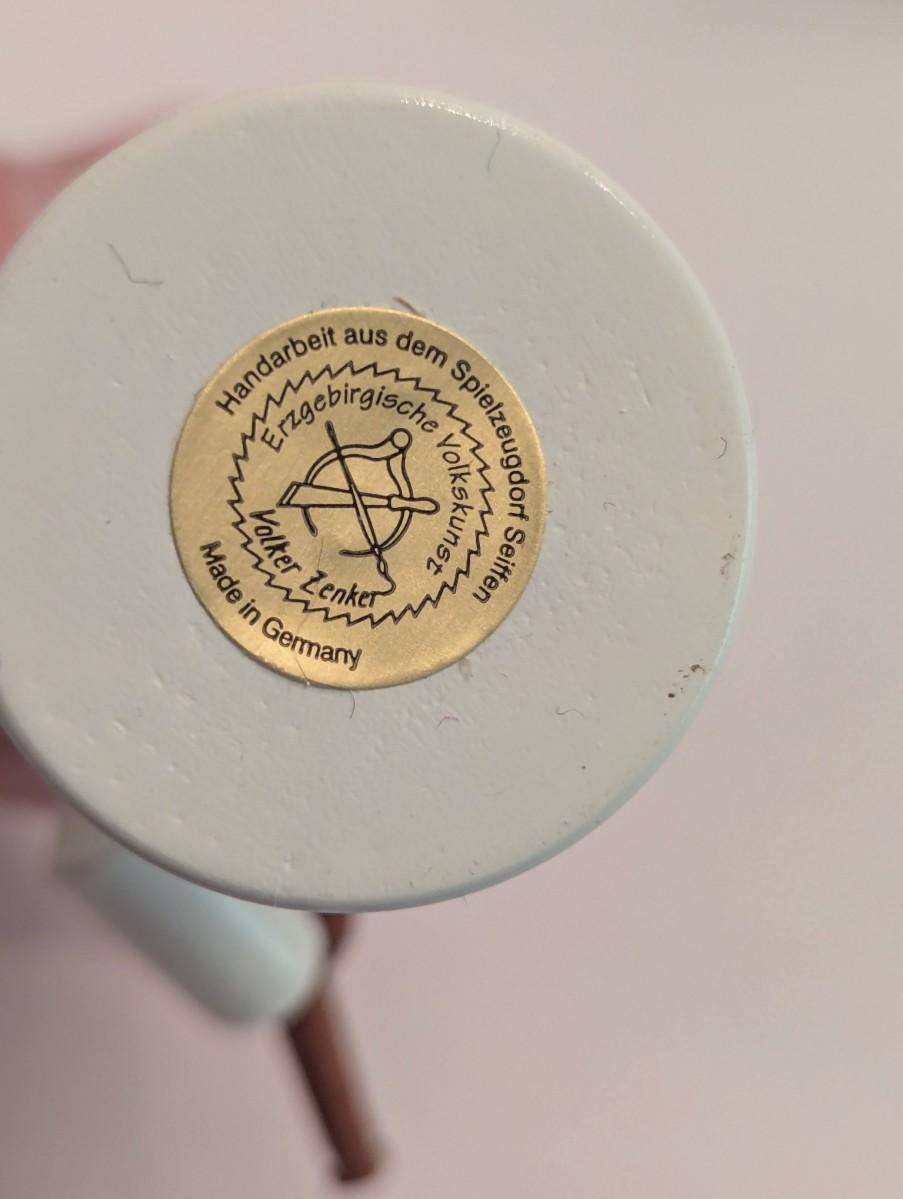 Handarbeit aus dem Spielzeugdorf Seiffen
Erzgebirgische Volkskunst
Volker Zenker
Made in Germany